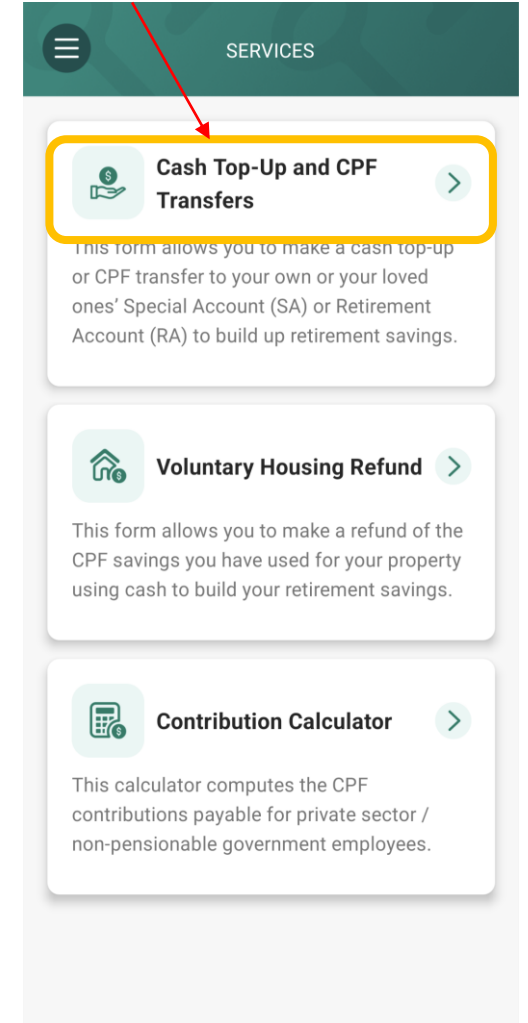 SERVICES
Cash Top-Up and CPF
Transfers
This form allows you to make a cash top-up
or CPF transfer to your own or your loved
ones’ Special Account (SA) or Retirement
Account (RA) to build up retirement savings.
Voluntary Housing Refund
This form allows you to make a refund of the
CPF savings you have used for your property
using cash to build your retirement savings.
Contribution Calculator
This calculator computes the CPF
contributions payable for private sector /
non-pensionable government employees.